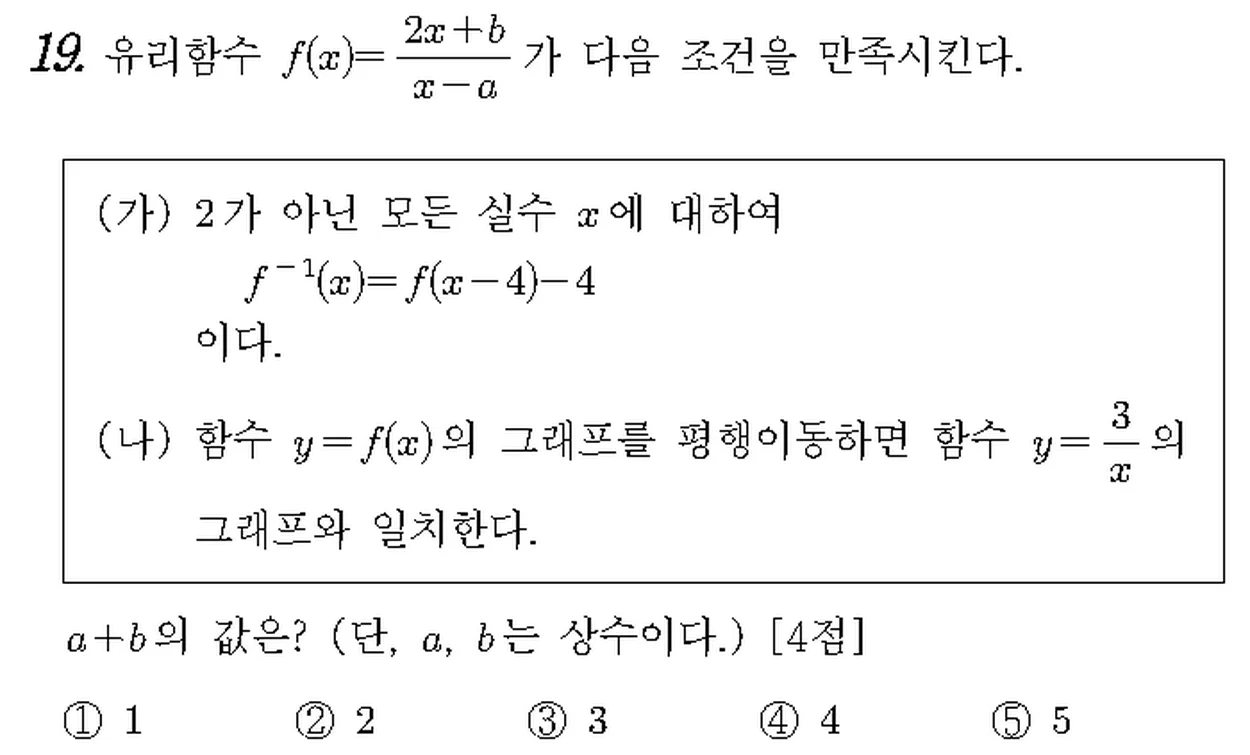 19. 유리함수 f(x)=\frac{2x+b}{x-a}가 다음 조건을 만족시킨다.
(가) 2가 아닌 모든 실수 x에 대하여
f^{-1}(x)=f(x-4)-4
이다.
(나) 함수 y=f(x)의 그래프를 평행이동하면 함수 y=\frac{3}{x}의
그래프와 일치한다.
a+b의 값은? (단, a, b는 상수이다.) [4점]
① 1 ② 2 ③ 3 ④ 4 ⑤ 5